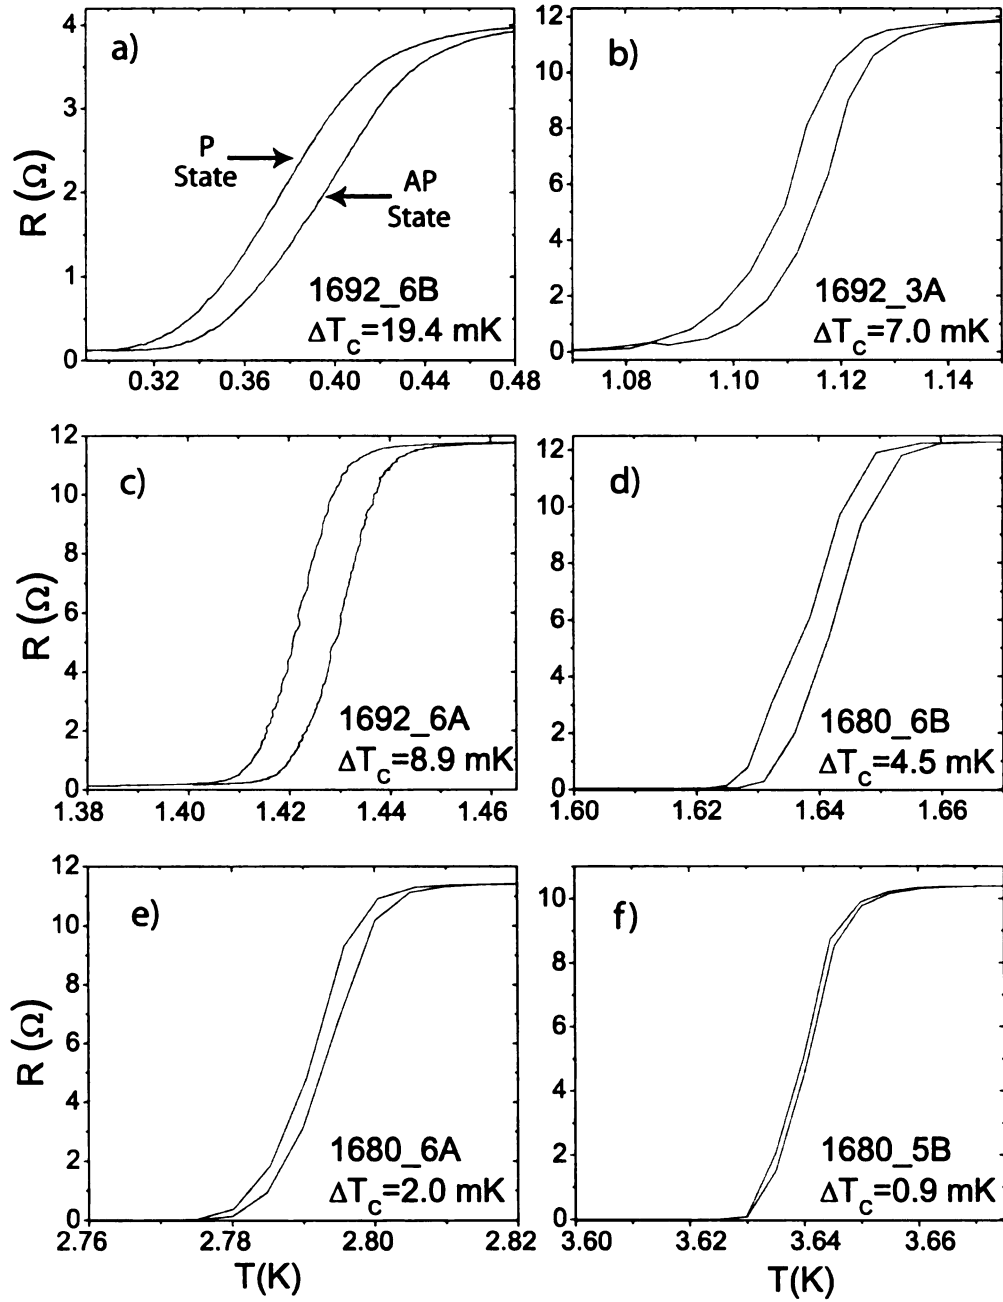 a)
P
State
AP
State
1692_6B
ΔTC=19.4 mK
R (Ω)
4
3
2
1
0
0.32 0.36 0.40 0.44 0.48
b)
1692_3A
ΔTC=7.0 mK
12
10
8
6
4
2
0
1.08 1.10 1.12 1.14
c)
1692_6A
ΔTC=8.9 mK
R (Ω)
12
10
8
6
4
2
0
1.38 1.40 1.42 1.44 1.46
d)
1680_6B
ΔTC=4.5 mK
12
10
8
6
4
2
0
1.60 1.62 1.64 1.66
e)
1680_6A
ΔTC=2.0 mK
R (Ω)
12
10
8
6
4
2
0
2.76 2.78 2.80 2.82
T(K)
f)
1680_5B
ΔTC=0.9 mK
10
8
6
4
2
0
3.60 3.62 3.64 3.66
T(K)